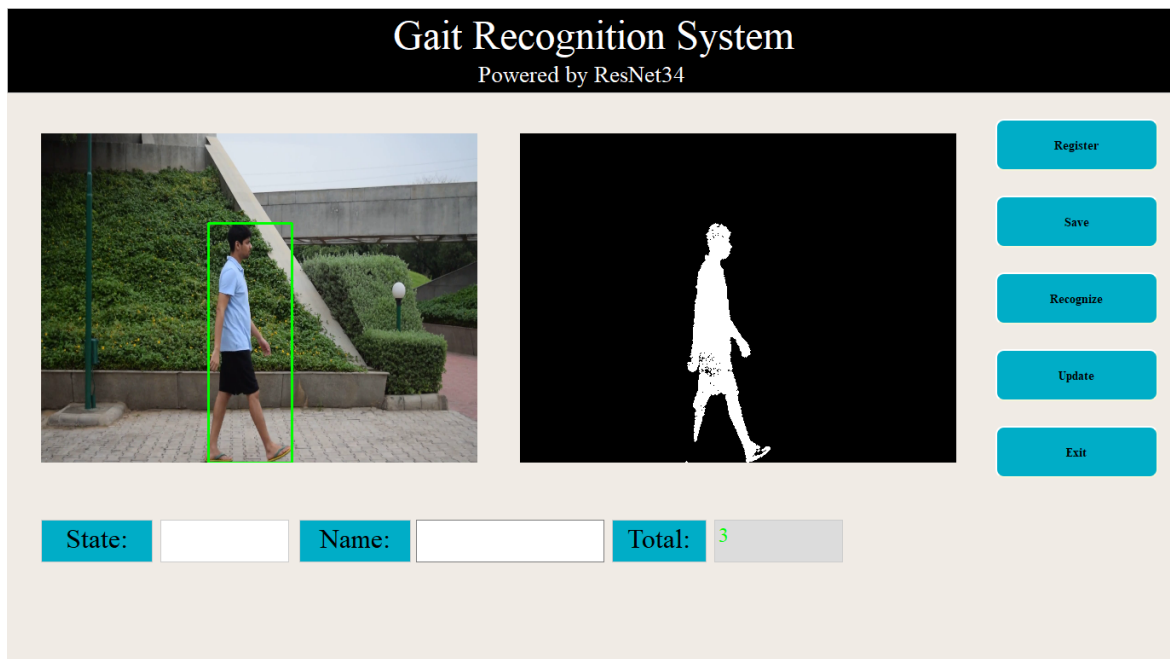 Gait Recognition System
Powered by ResNet34
Register
Save
Recognize
Update
Exit
State:
Name:
Total:
3